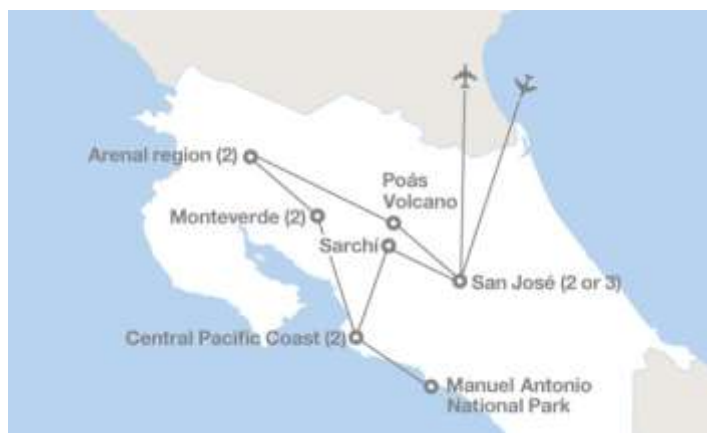 Arenal region (2)
Poás
Volcano
Monteverde (2)
Sarchí
San José (2 or 3)
Central Pacific Coast (2)
Manuel Antonio
National Park